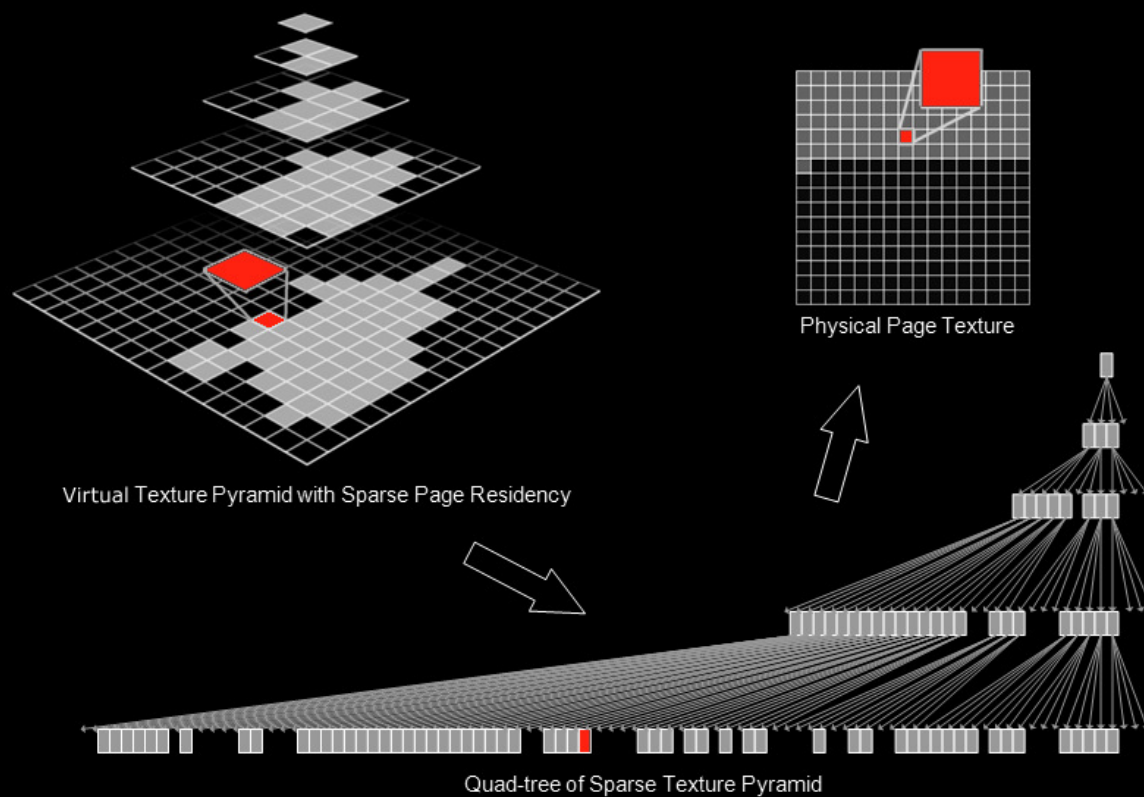 Physical Page Texture
Virtual Texture Pyramid with Sparse Page Residency
Quad-tree of Sparse Texture Pyramid